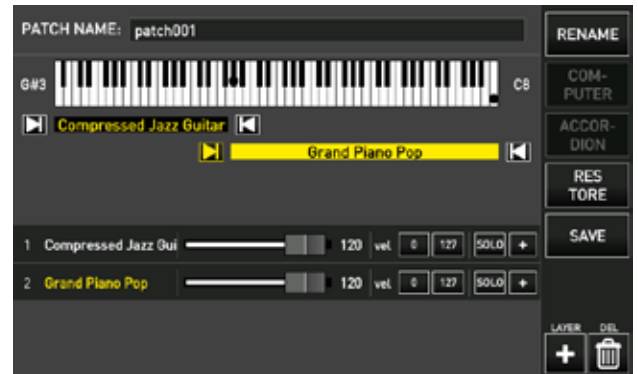 PATCH NAME: patch001
G#3 C8
Compressed Jazz Guitar
Grand Piano Pop
1 Compressed Jazz Gui 120 vel 0 127 SOLO +
2 Grand Piano Pop 120 vel 0 127 SOLO +
RENAME
COM-
PUTER
ACCOR-
DION
RES
TORE
SAVE
LAYER DEL
+